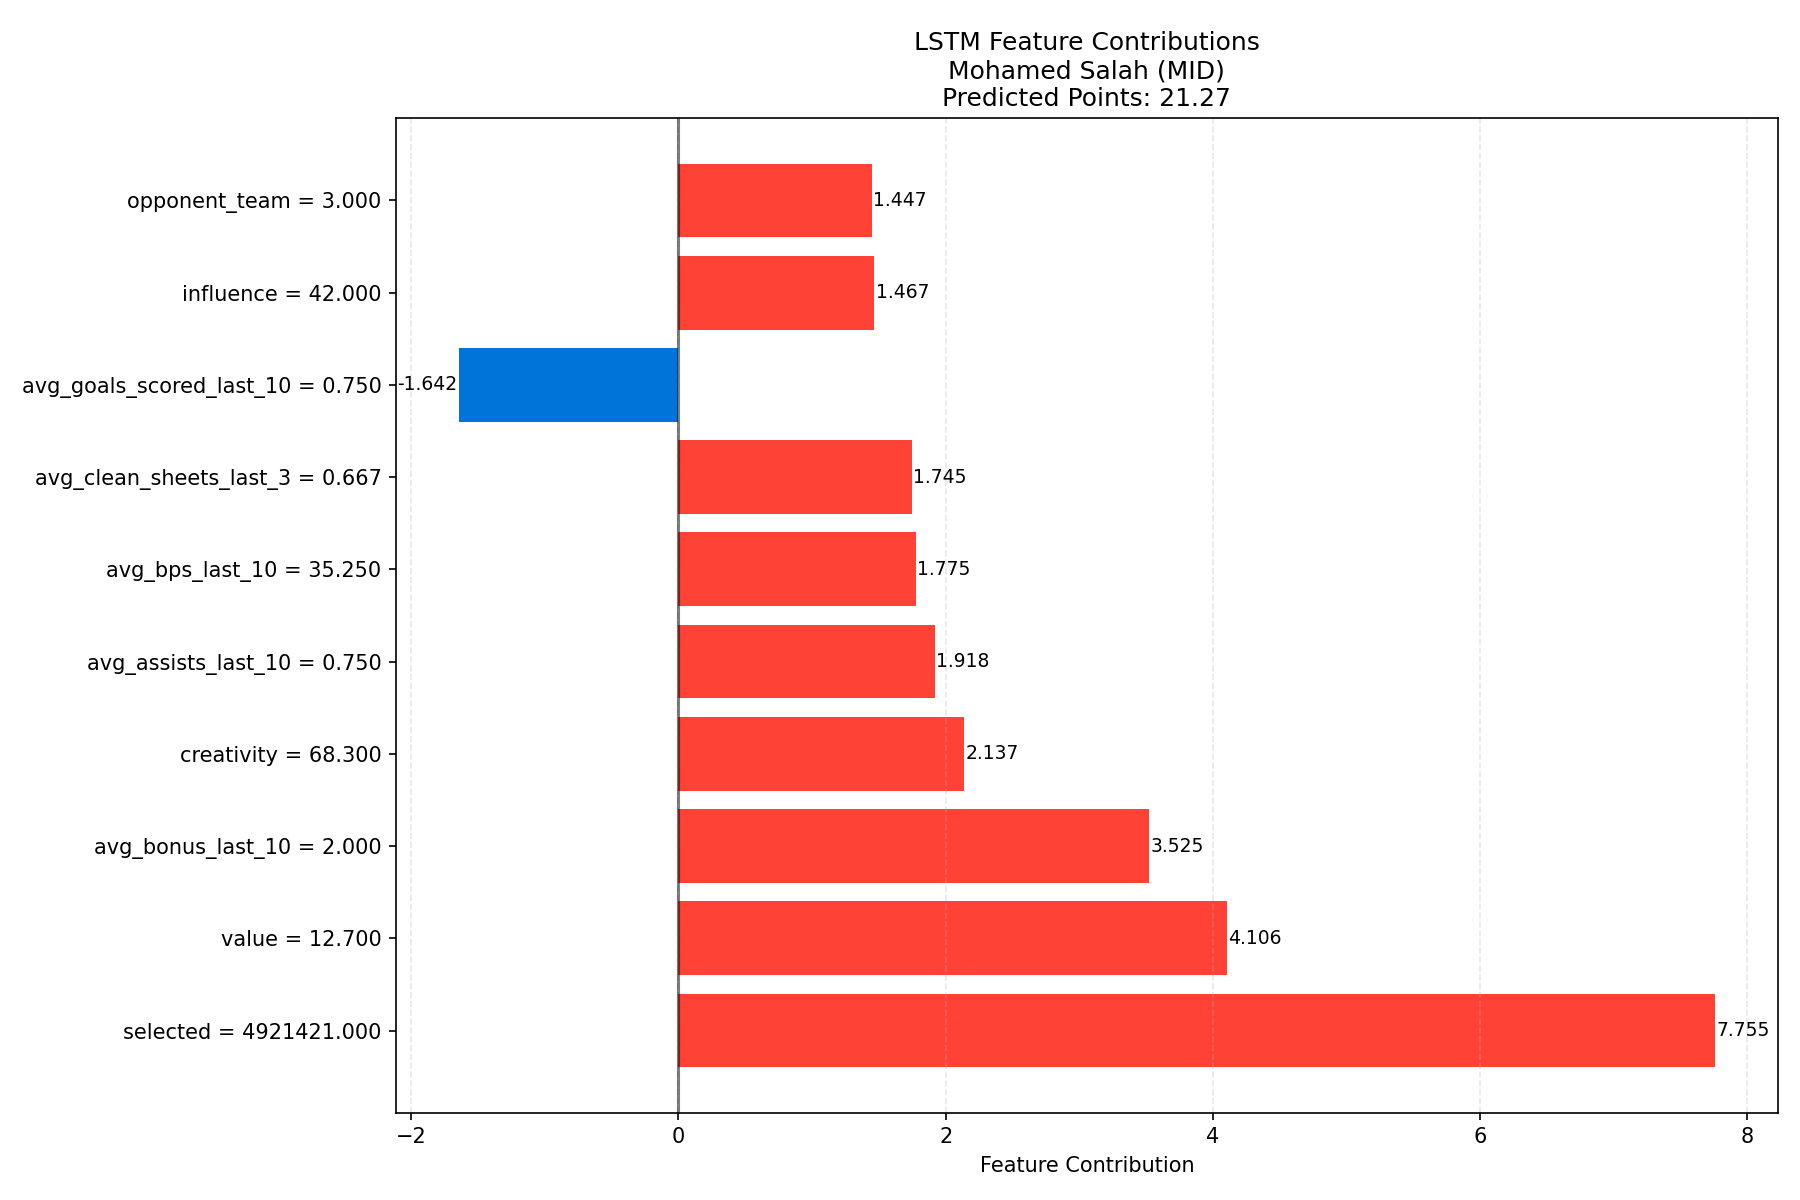 LSTM Feature Contributions
Mohamed Salah (MID)
Predicted Points: 21.27
opponent_team = 3.000
1.447
influence = 42.000
1.467
avg_goals_scored_last_10 = 0.750
-1.642
avg_clean_sheets_last_3 = 0.667
1.745
avg_bps_last_10 = 35.250
1.775
avg_assists_last_10 = 0.750
1.918
creativity = 68.300
2.137
avg_bonus_last_10 = 2.000
3.525
value = 12.700
4.106
selected = 4921421.000
7.755
−2 0 2 4 6 8
Feature Contribution